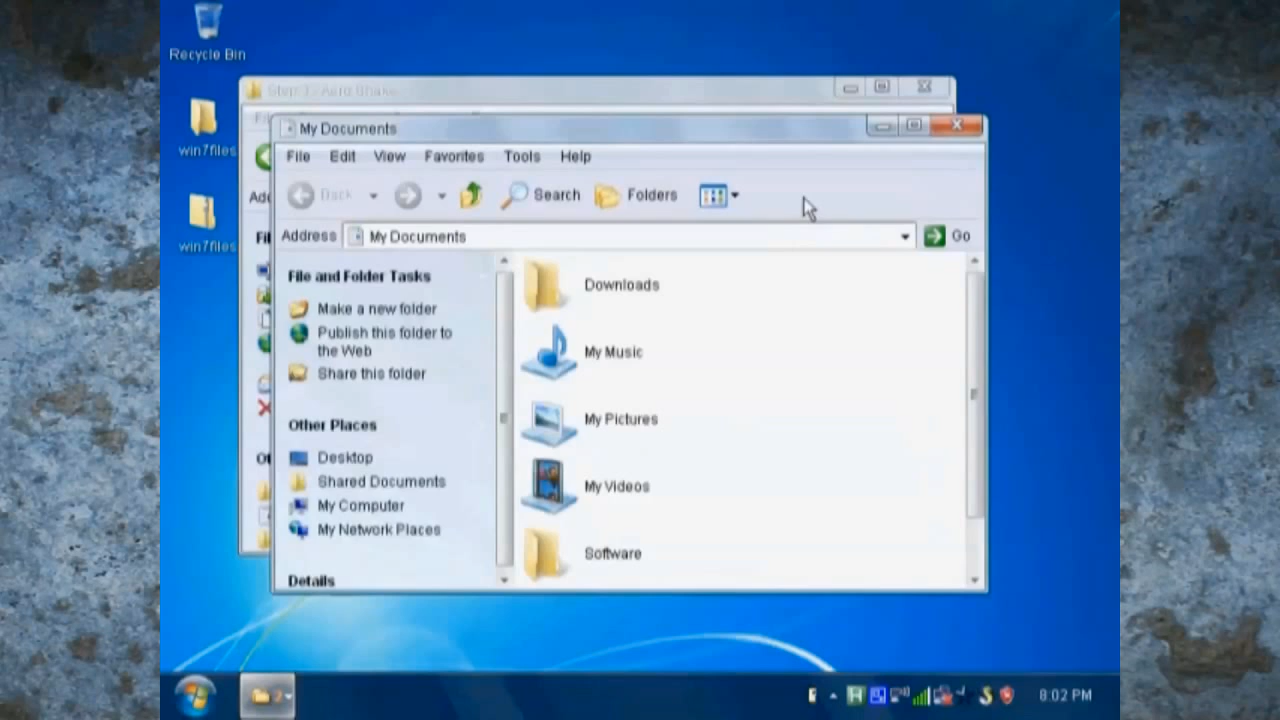 Recycle Bin
win7files
win7files
Step 3 - Aero Shake
My Documents
File Edit View Favorites Tools Help
Back Search Folders
Address My Documents Go
File and Folder Tasks
Make a new folder
Publish this folder to
the Web
Share this folder
Other Places
Desktop
Shared Documents
My Computer
My Network Places
Details
Downloads
My Music
My Pictures
My Videos
Software
2
8:02 PM